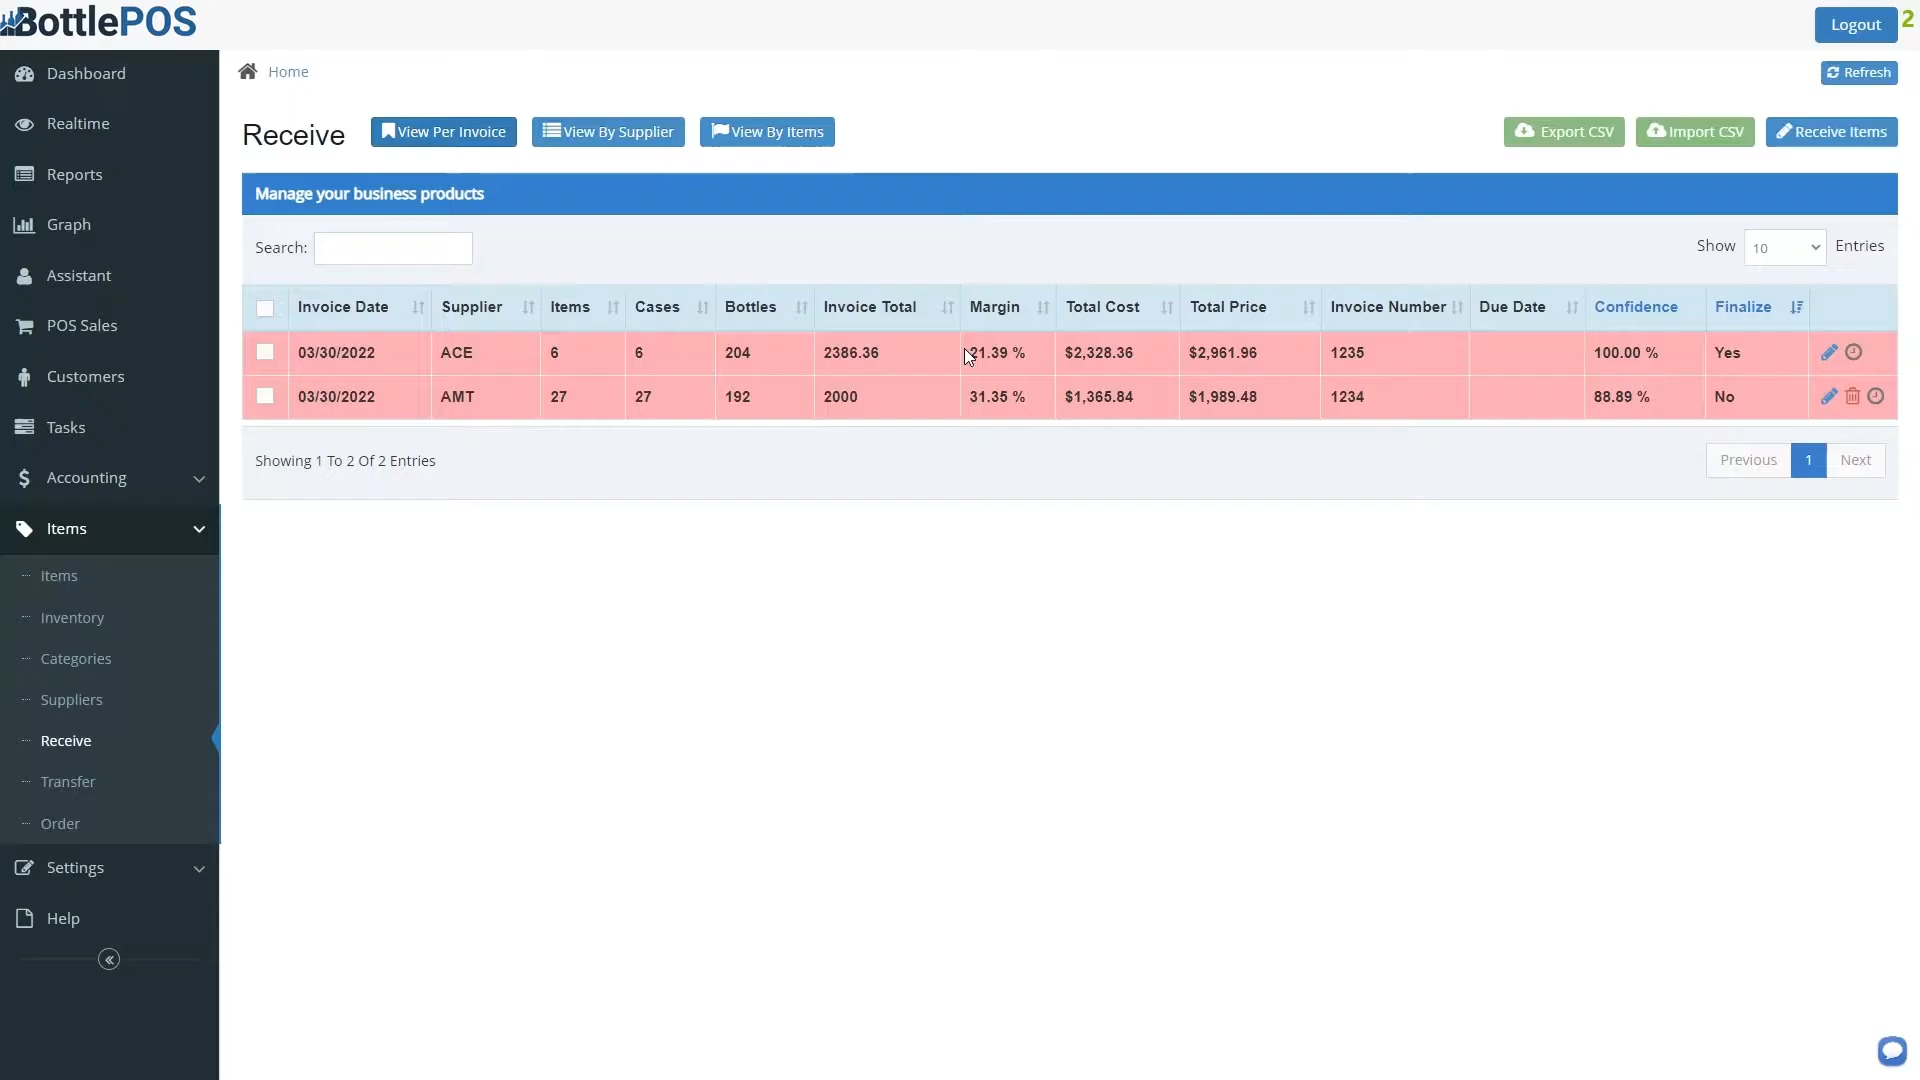 BottlePOS
Logout
2
Dashboard
Realtime
Reports
Graph
Assistant
POS Sales
Customers
Tasks
Accounting
Items
Items
Inventory
Categories
Suppliers
Receive
Transfer
Order
Settings
Help
Home
Refresh
Receive
View Per Invoice
View By Supplier
View By Items
Export CSV
Import CSV
Receive Items
Manage your business products
Search:
Show 10 Entries
Invoice Date Supplier Items Cases Bottles Invoice Total Margin Total Cost Total Price Invoice Number Due Date Confidence Finalize
03/30/2022 ACE 6 6 204 2386.36 21.39 % $2,328.36 $2,961.96 1235 100.00 % Yes
03/30/2022 AMT 27 27 192 2000 31.35 % $1,365.84 $1,989.48 1234 88.89 % No
Showing 1 To 2 Of 2 Entries
Previous 1 Next